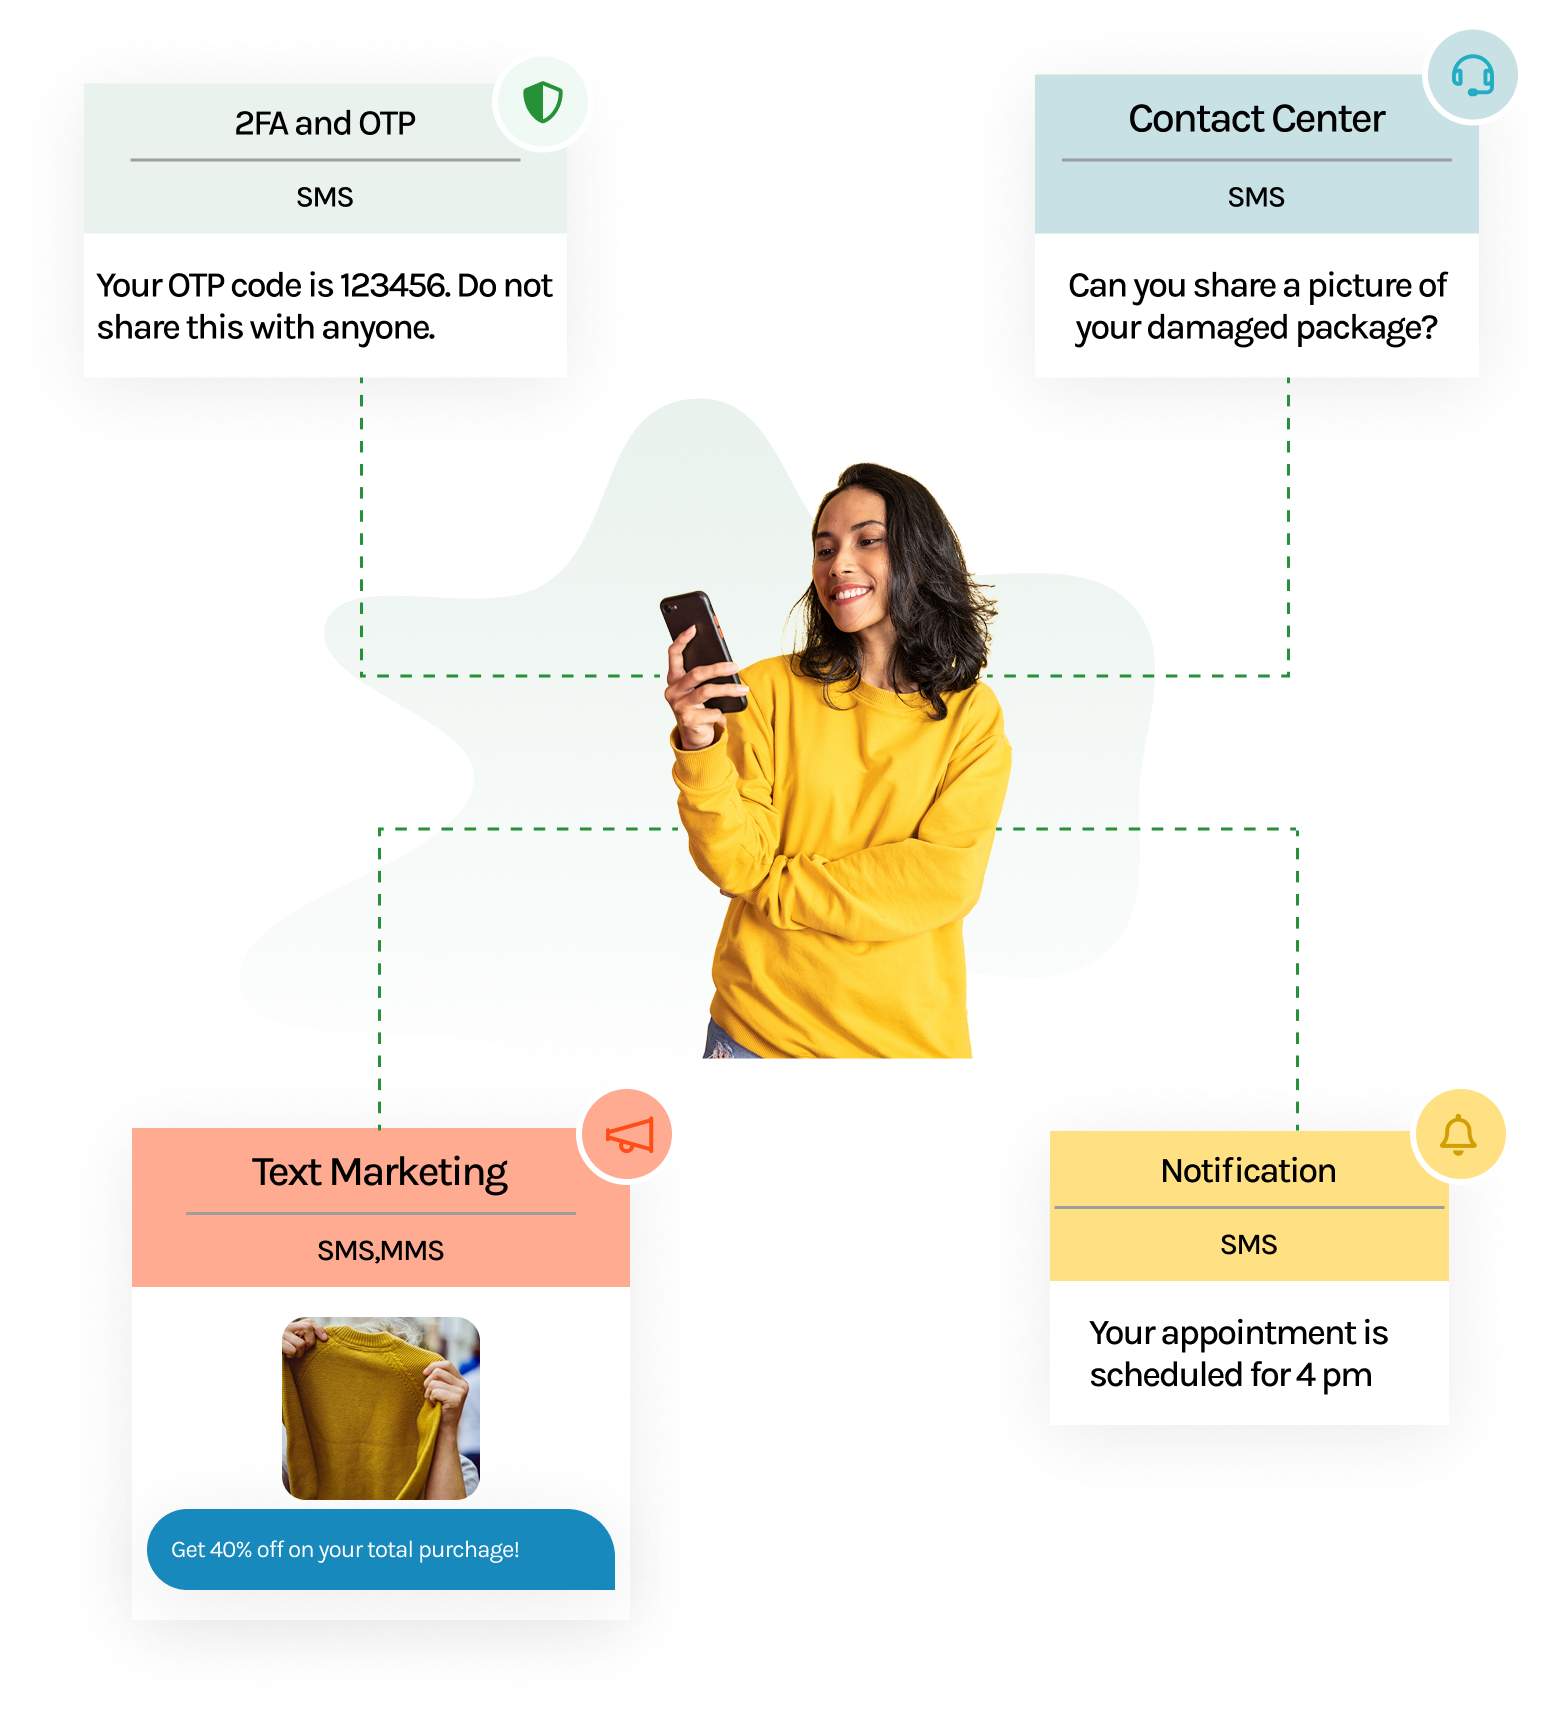 2FA and OTP
SMS
Your OTP code is 123456. Do not
share this with anyone.
Contact Center
SMS
Can you share a picture of
your damaged package?
Text Marketing
SMS,MMS
Get 40% off on your total purchage!
Notification
SMS
Your appointment is
scheduled for 4 pm